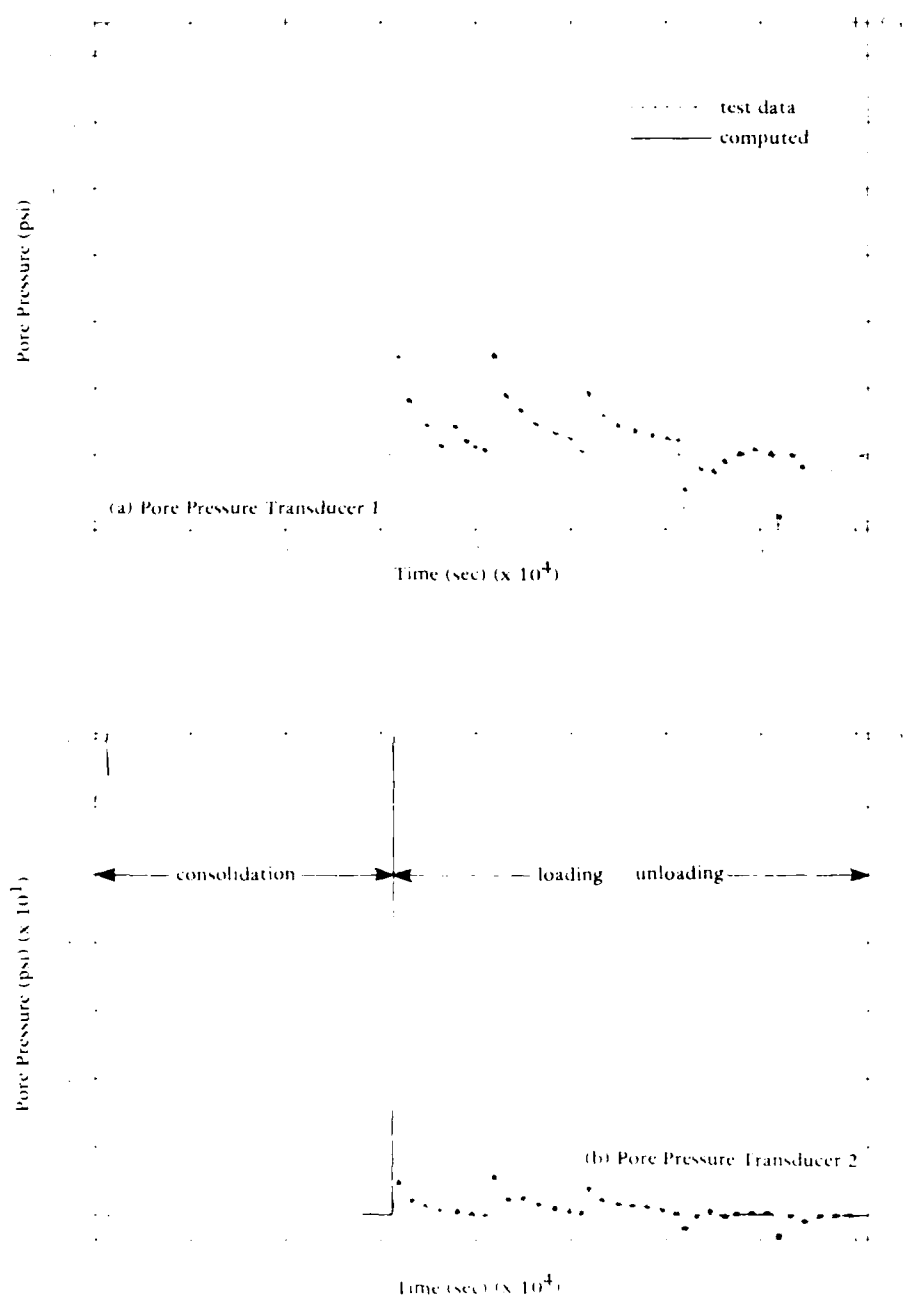 test data
computed
Pore Pressure (psi)
(a) Pore Pressure Transducer 1
Time (sec) (x 10⁴)
consolidation
loading unloading
Pore Pressure (psi) (x 10¹)
(b) Pore Pressure Transducer 2
Time (sec) (x 10⁴)